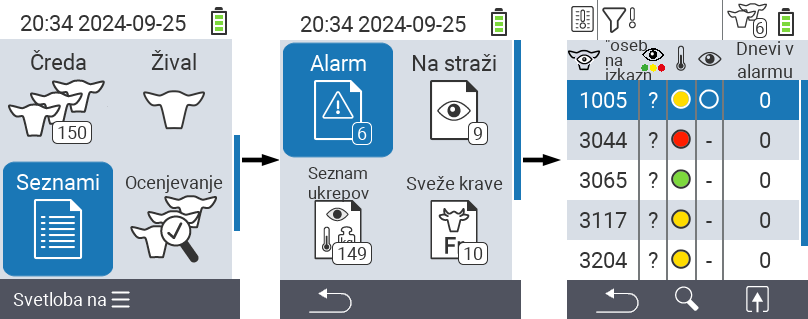 20:34 2024-09-25
Čreda
Žival
150
Seznami
Ocenjevanje
Svetloba na
20:34 2024-09-25
Alarm
Na straži
6
9
Seznam
ukrepov
Sveže krave
149
Fr
10
6
"oseb
na
izkazn
Dnevi v
alarmu
1005 ? 0
3044 ? - 0
3065 ? - 0
3117 ? - 0
3204 ? - 0